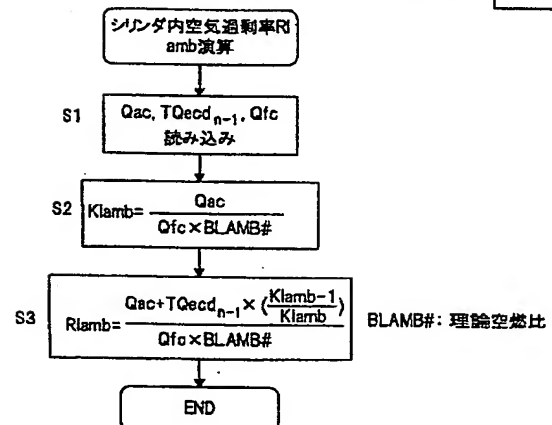 シリンダ内空気過剰率Rl
amb演算
S1
Qac, TQecd_{n-1}, Qfc
読み込み
S2
Klamb= Qac / Qfc×BLAMB#
S3
Rlamb= Qac+TQecd_{n-1}×(Klamb-1 / Klamb) / Qfc×BLAMB#
BLAMB#: 理論空燃比
END